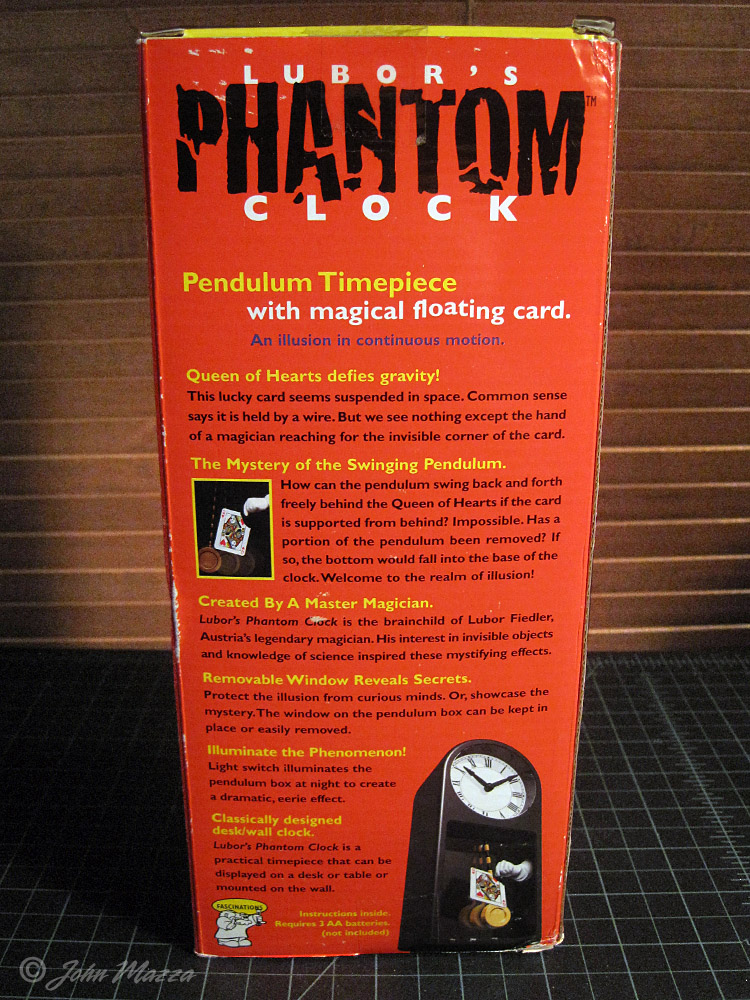 LUBOR'S
PHANTOM™
CLOCK
Pendulum Timepiece
with magical floating card.
An illusion in continuous motion.
Queen of Hearts defies gravity!
This lucky card seems suspended in space. Common sense
says it is held by a wire. But we see nothing except the hand
of a magician reaching for the invisible corner of the card.
The Mystery of the Swinging Pendulum.
How can the pendulum swing back and forth
freely behind the Queen of Hearts if the card
is supported from behind? Impossible. Has a
portion of the pendulum been removed? If
so, the bottom would fall into the base of the
clock. Welcome to the realm of illusion!
Created By A Master Magician.
Lubor's Phantom Clock is the brainchild of Lubor Fiedler,
Austria's legendary magician. His interest in invisible objects
and knowledge of science inspired these mystifying effects.
Removable Window Reveals Secrets.
Protect the illusion from curious minds. Or, showcase the
mystery. The window on the pendulum box can be kept in
place or easily removed.
Illuminate the Phenomenon!
Light switch illuminates the
pendulum box at night to create
a dramatic, eerie effect.
Classically designed
desk/wall clock.
Lubor's Phantom Clock is a
practical timepiece that can be
displayed on a desk or table or
mounted on the wall.
FASCINATIONS
Instructions inside.
Requires 3 AA batteries.
(not included)
© John Mazza